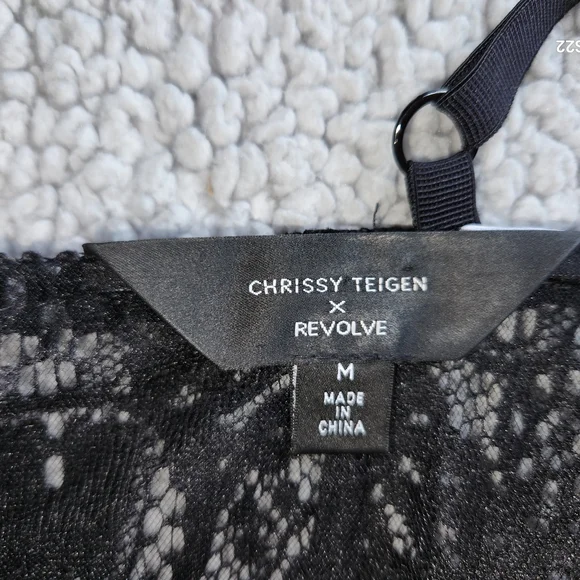 CHRISSY TEIGEN
X
REVOLVE
M
MADE
IN
CHINA